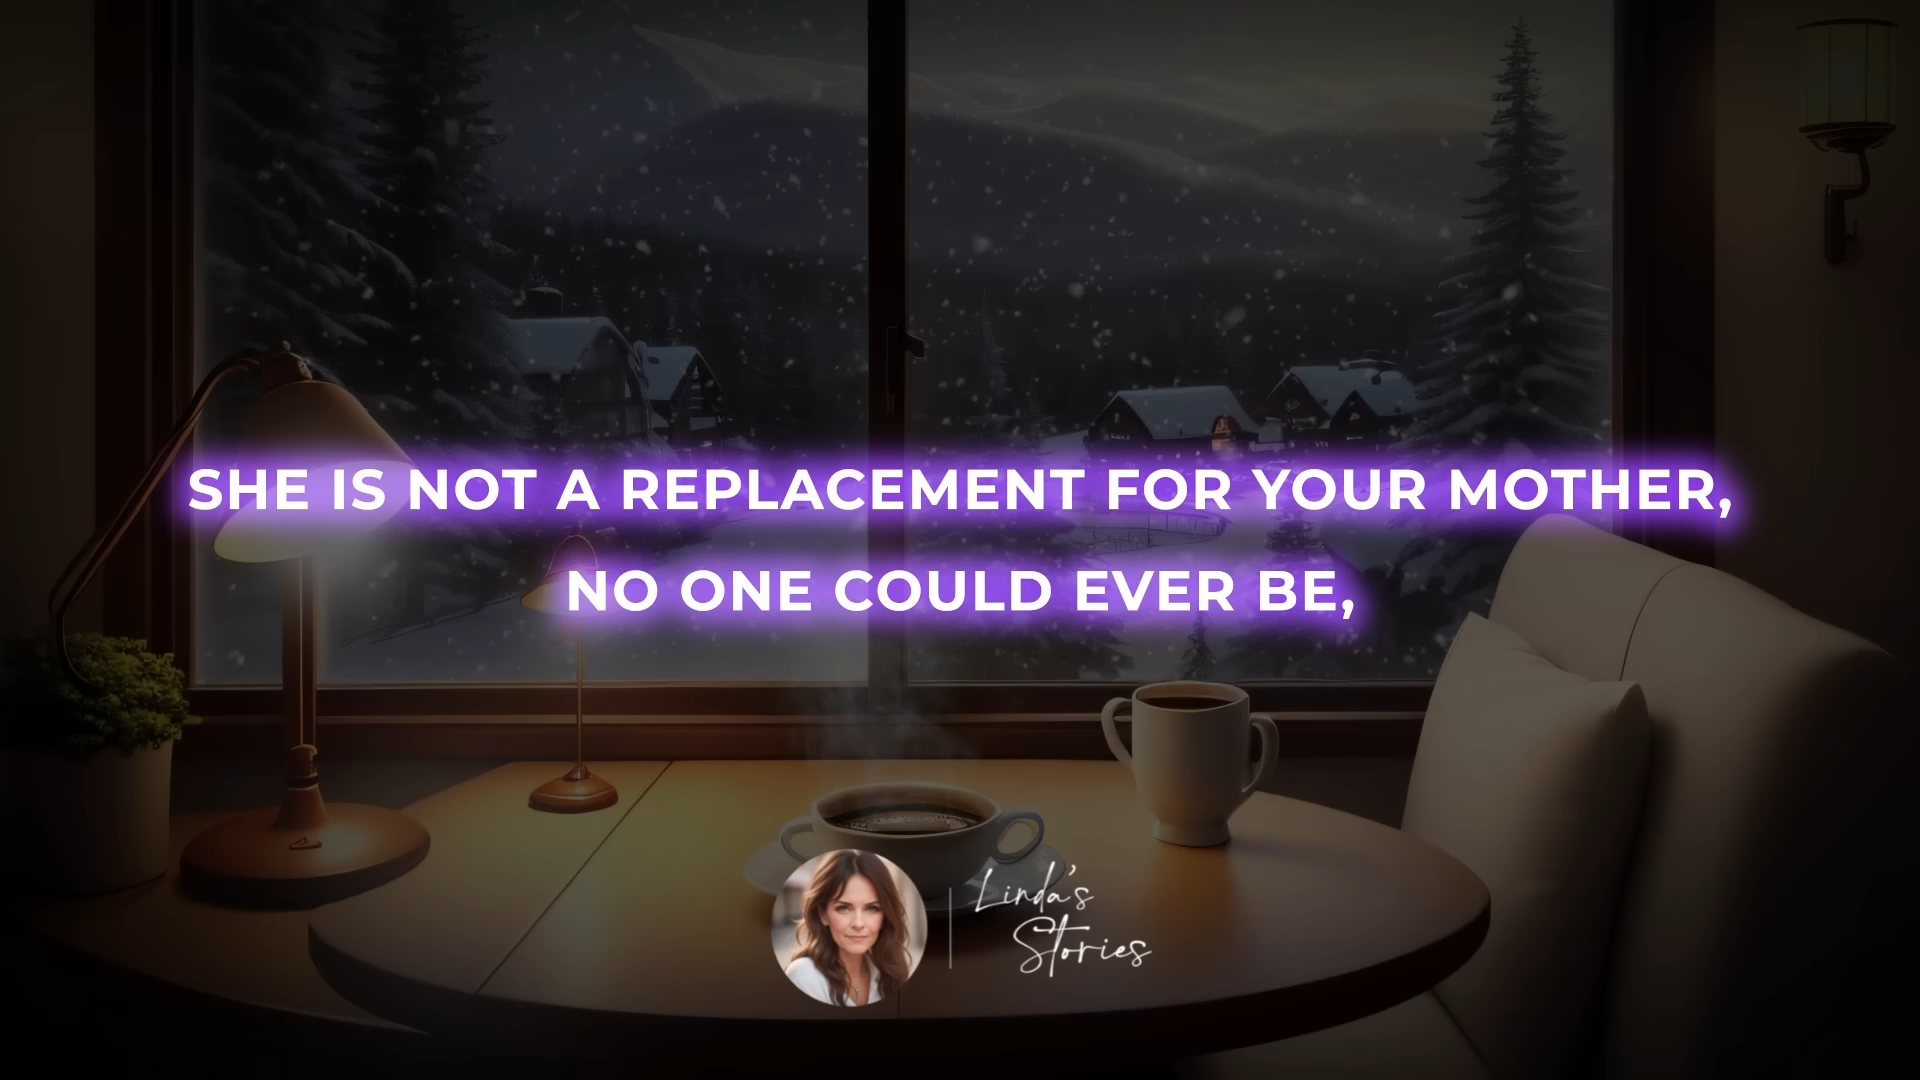 SHE IS NOT A REPLACEMENT FOR YOUR MOTHER,
NO ONE COULD EVER BE,
Linda's
Stories